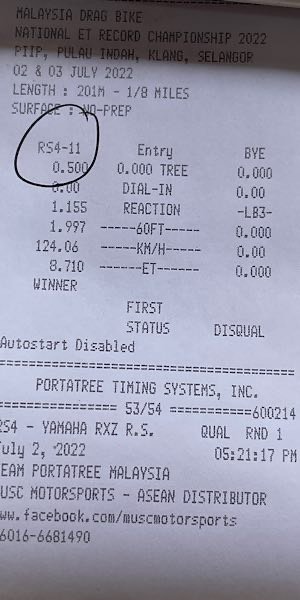 MALAYSIA DRAG BIKE
NATIONAL ET RECORD CHAMPIONSHIP 2022
PIIP, PULAU INDAH, KLANG, SELANGOR
02 & 03 JULY 2022
LENGTH : 201M - 1/8 MILES
SURFACE : NO-PREP
RS4-11 Entry BYE
0.500 0.000 TREE 0.000
0.00 DIAL-IN 0.00
1.155 REACTION -LB3-
1.997 -----60FT----- 0.000
124.06 -----KM/H----- 0.00
8.710 ------ET------ 0.000
WINNER
FIRST
STATUS DISQUAL
Autostart Disabled
========================================
PORTATREE TIMING SYSTEMS, INC.
============= 53/54 ===========600214
RS4 - YAMAHA RXZ R.S. QUAL RND 1
July 2, 2022 05:21:17 PM
TEAM PORTATREE MALAYSIA
MUSC MOTORSPORTS - ASEAN DISTRIBUTOR
www.facebook.com/muscmotorsports
6016-6681490